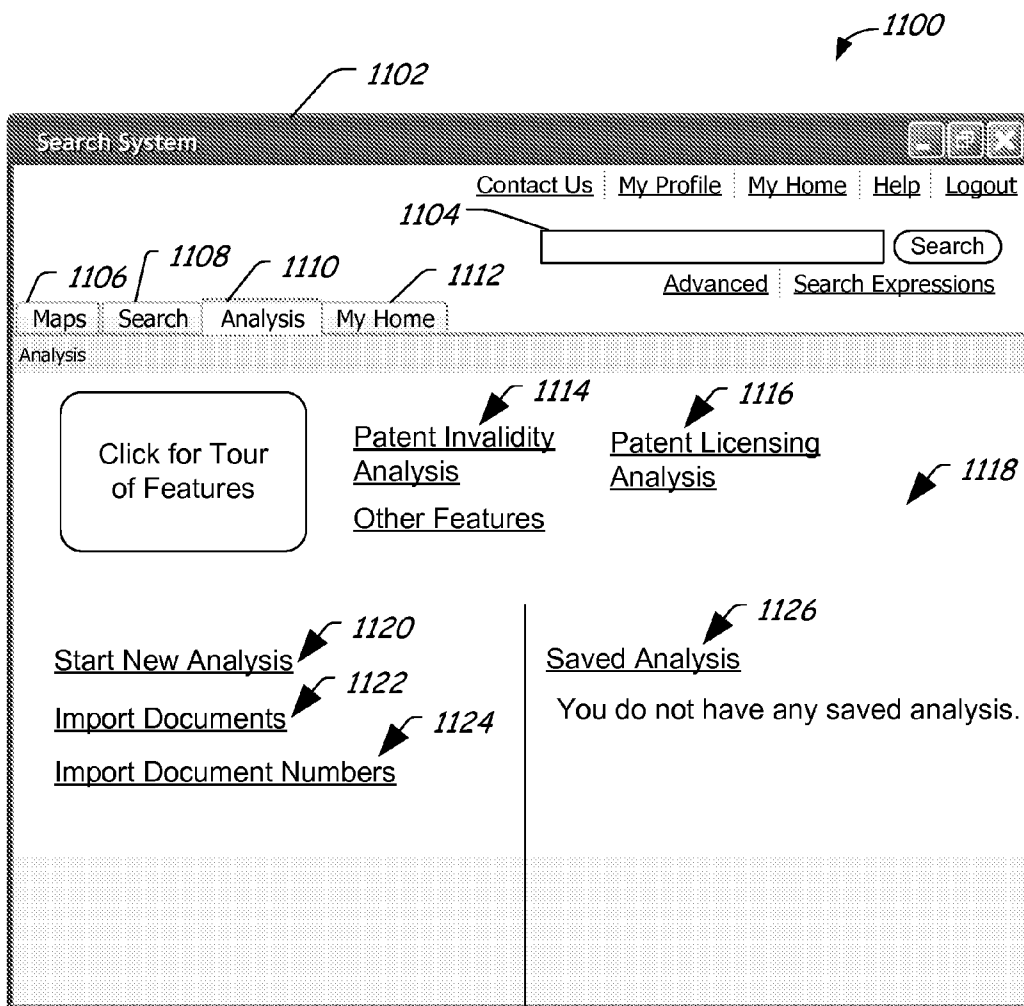 1100
1102
Search System
Contact Us My Profile My Home Help Logout
1104
Search
Advanced Search Expressions
1106 1108 1110 1112
Maps Search Analysis My Home
Analysis
Click for Tour
of Features
1114
Patent Invalidity
Analysis
Other Features
1116
Patent Licensing
Analysis
1118
1120
Start New Analysis
1122
Import Documents
1124
Import Document Numbers
1126
Saved Analysis
You do not have any saved analysis.